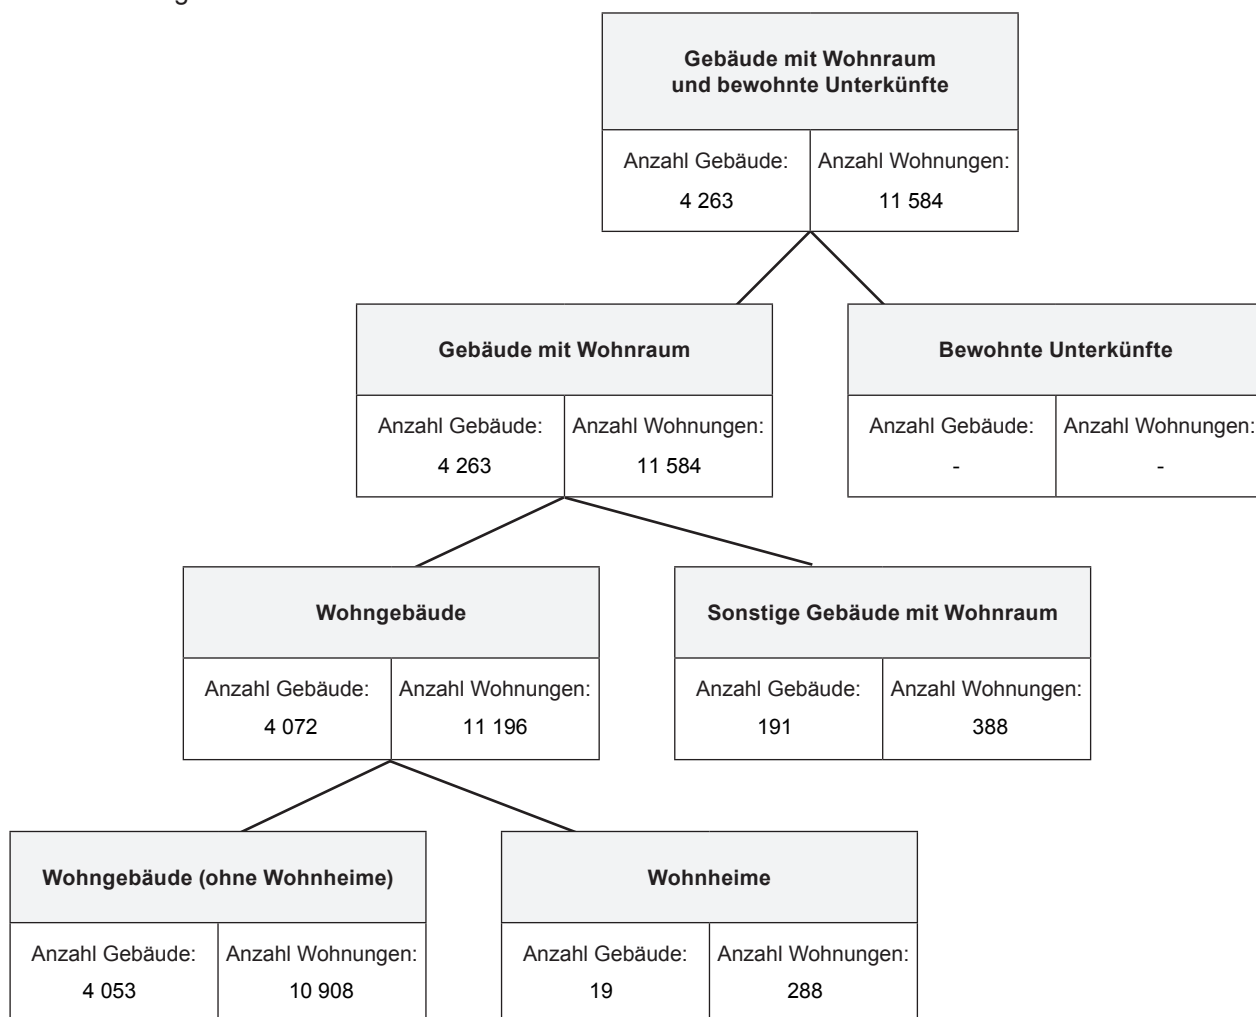 Gebäude mit Wohnraum
und bewohnte Unterkünfte
Anzahl Gebäude: Anzahl Wohnungen:
4 263 11 584
Gebäude mit Wohnraum
Bewohnte Unterkünfte
Anzahl Gebäude: Anzahl Wohnungen:
4 263 11 584
Anzahl Gebäude: Anzahl Wohnungen:
- -
Wohngebäude
Sonstige Gebäude mit Wohnraum
Anzahl Gebäude: Anzahl Wohnungen:
4 072 11 196
Anzahl Gebäude: Anzahl Wohnungen:
191 388
Wohngebäude (ohne Wohnheime)
Wohnheime
Anzahl Gebäude: Anzahl Wohnungen:
4 053 10 908
Anzahl Gebäude: Anzahl Wohnungen:
19 288